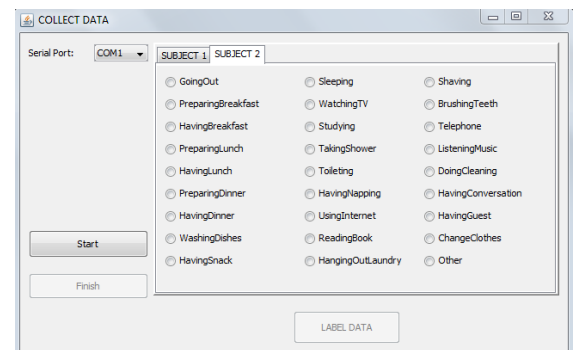 COLLECT DATA
Serial Port: COM1 SUBJECT 1 SUBJECT 2
GoingOut Sleeping Shaving
PreparingBreakfast WatchingTV BrushingTeeth
HavingBreakfast Studying Telephone
PreparingLunch TakingShower ListeningMusic
HavingLunch Toileting DoingCleaning
PreparingDinner HavingNapping HavingConversation
HavingDinner UsingInternet HavingGuest
Start WashingDishes ReadingBook ChangeClothes
HavingSnack HangingOutLaundry Other
Finish
LABEL DATA